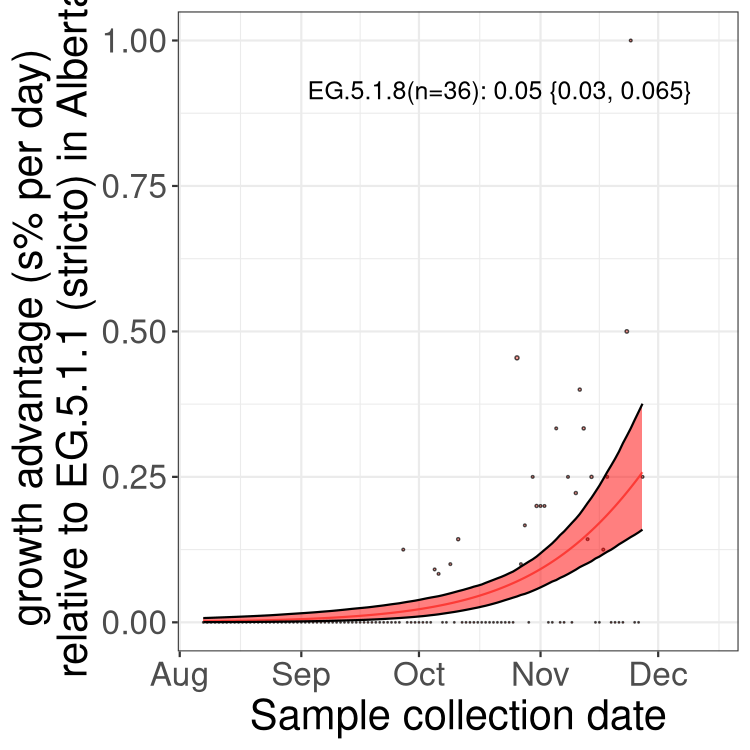 growth advantage (s% per day)
relative to EG.5.1.1 (stricto) in Alberta
1.00
0.75
0.50
0.25
0.00
EG.5.1.8(n=36): 0.05 {0.03, 0.065}
Aug Sep Oct Nov Dec
Sample collection date